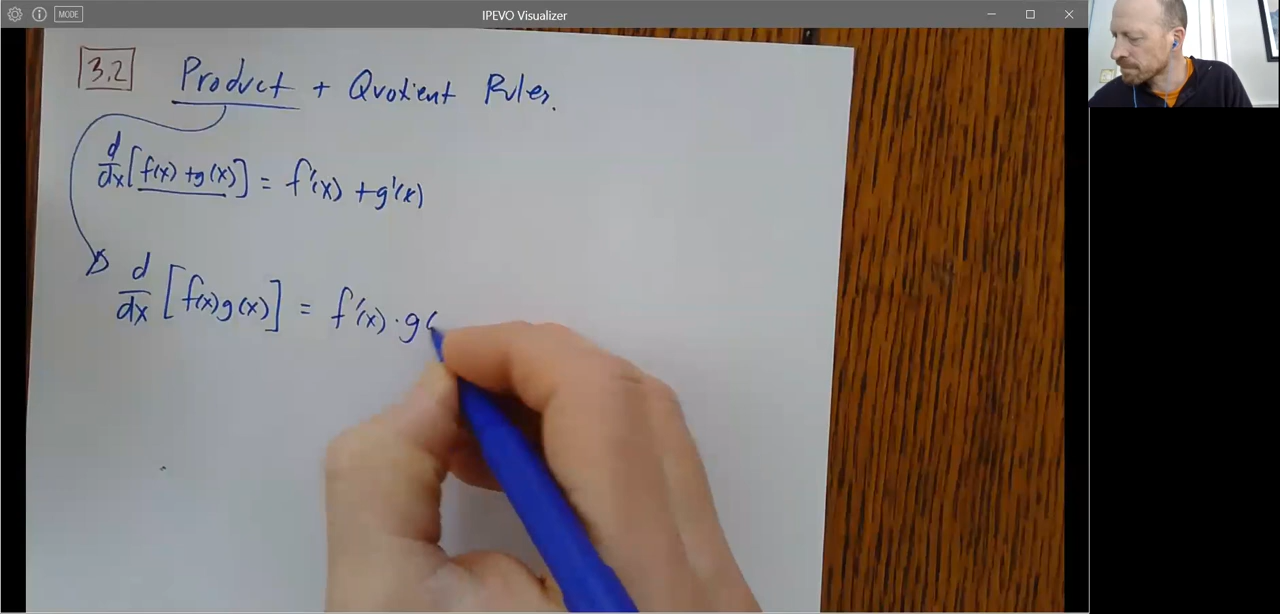 MODE
IPEVO Visualizer
3.2 Product + Quotient Rules.
d/dx [f(x) + g(x)] = f'(x) + g'(x)
d/dx [f(x)g(x)] = f'(x) · g(